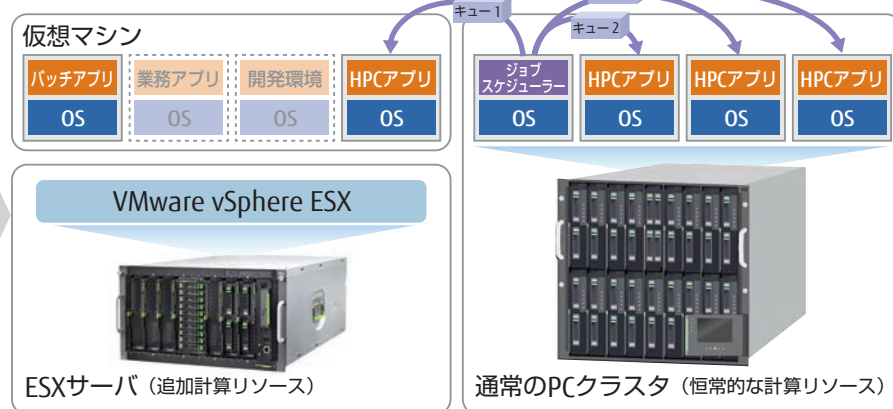 キュー1
キュー2
仮想マシン
バッチアプリ
OS
業務アプリ
OS
開発環境
OS
HPCアプリ
OS
ジョブ
スケジューラー
OS
HPCアプリ
OS
HPCアプリ
OS
HPCアプリ
OS
VMware vSphere ESX
ESXサーバ（追加計算リソース）
通常のPCクラスタ（恒常的な計算リソース）